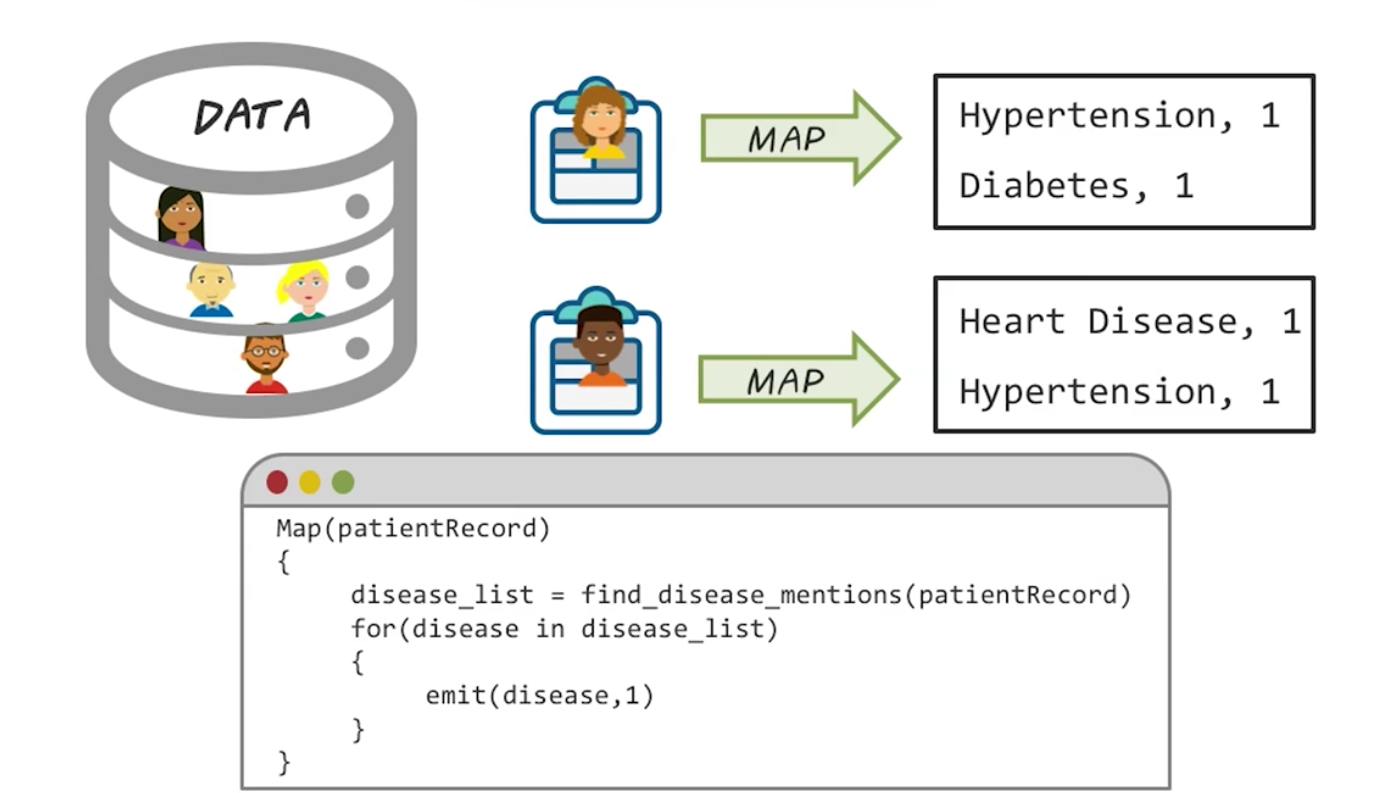 DATA
MAP
Hypertension, 1
Diabetes, 1
MAP
Heart Disease, 1
Hypertension, 1
Map(patientRecord)
{
disease_list = find_disease_mentions(patientRecord)
for(disease in disease_list)
{
emit(disease,1)
}
}